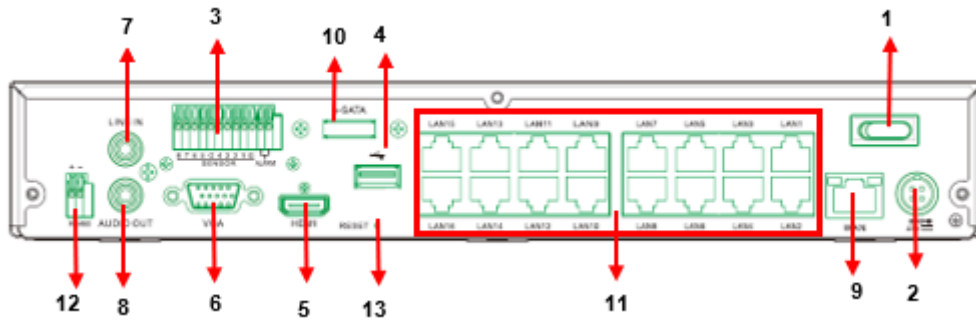 7 3 10 4 1
LINE IN
LAN15 LAN13 LAN11 LAN9 LAN7 LAN5 LAN3 LAN1
SENSOR
AUDIO-OUT VGA HDMI RESET LAN16 LAN14 LAN12 LAN10 LAN8 LAN6 LAN4 LAN2 WAN
12 8 6 5 13 11 9 2